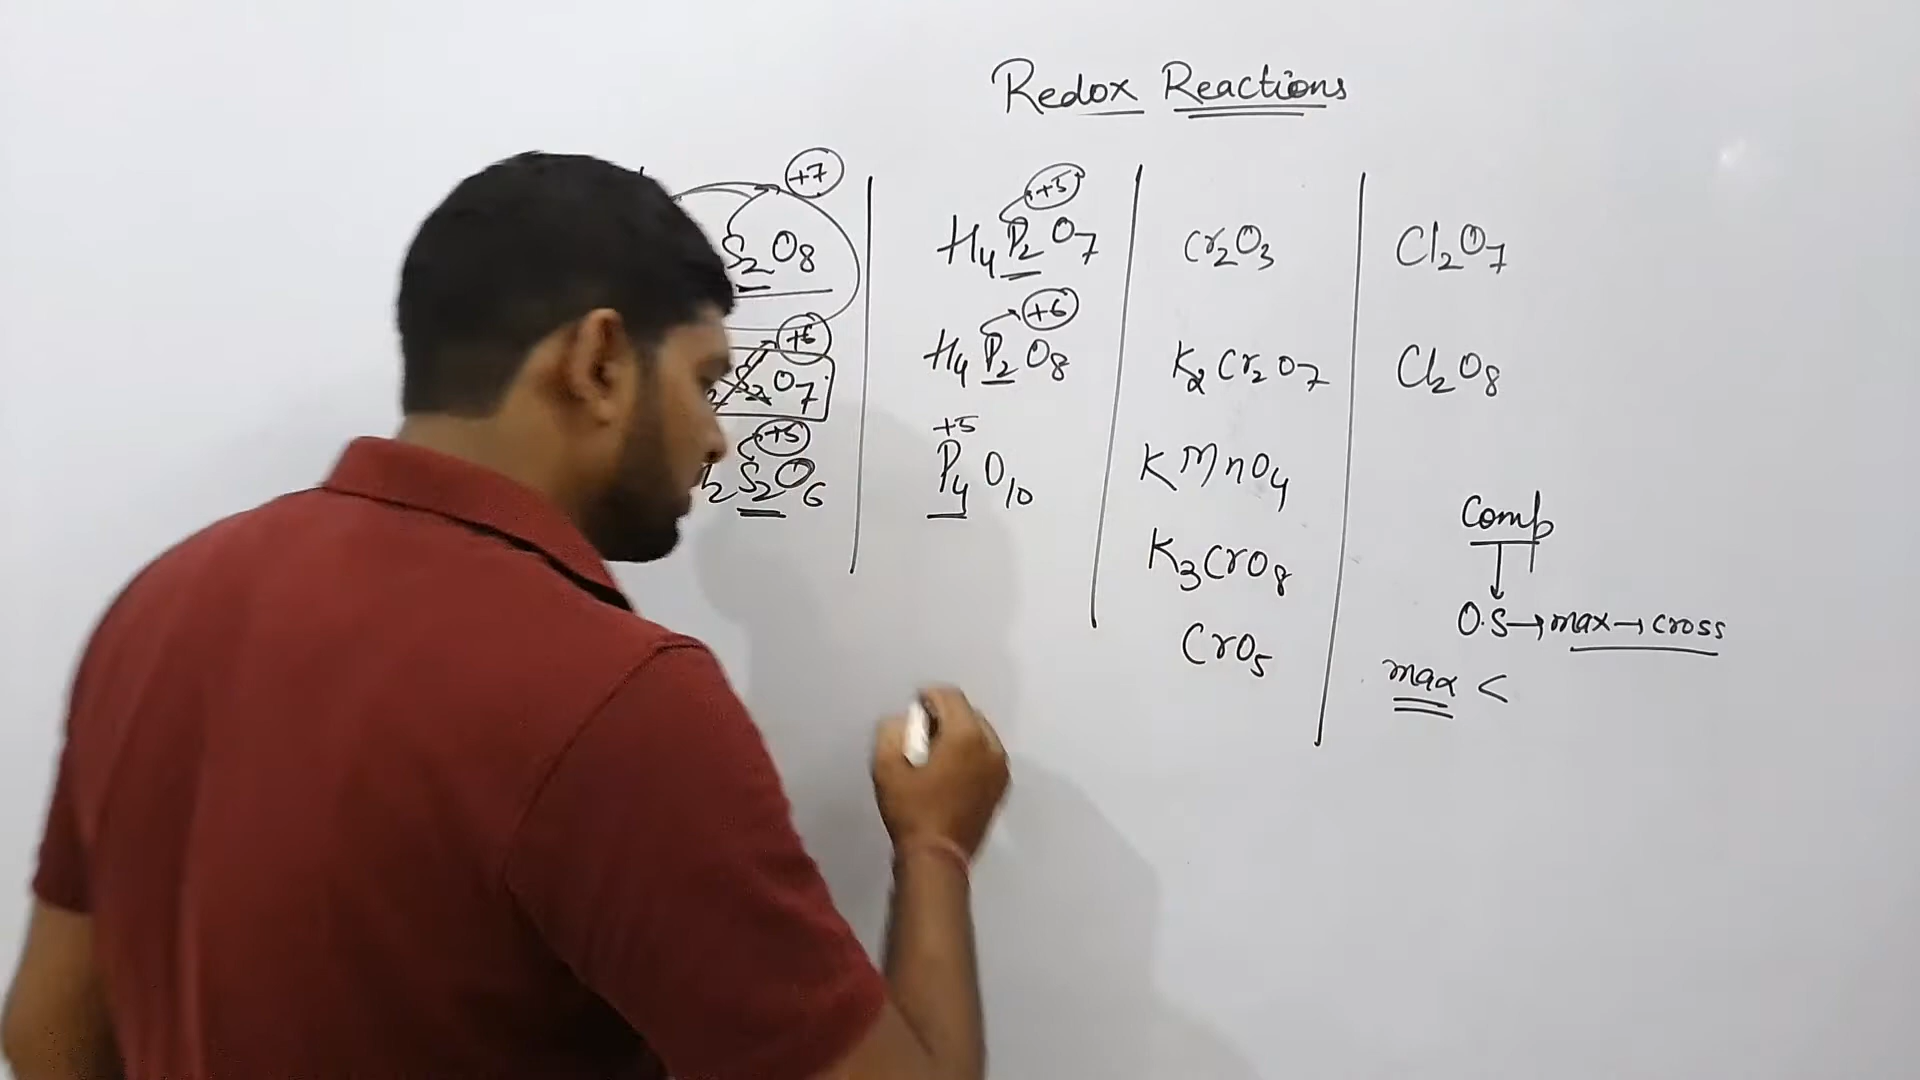 Redox Reactions
+7
S2O8
+6
S2O7
+5
2S2O6
+5
H4P2O7
+6
H4P2O8
+5
P4O10
Cr2O3
K2Cr2O7
KMnO4
K3CrO8
CrO5
Cl2O7
Cl2O8
Comp
↓
O.S→max→cross
max <